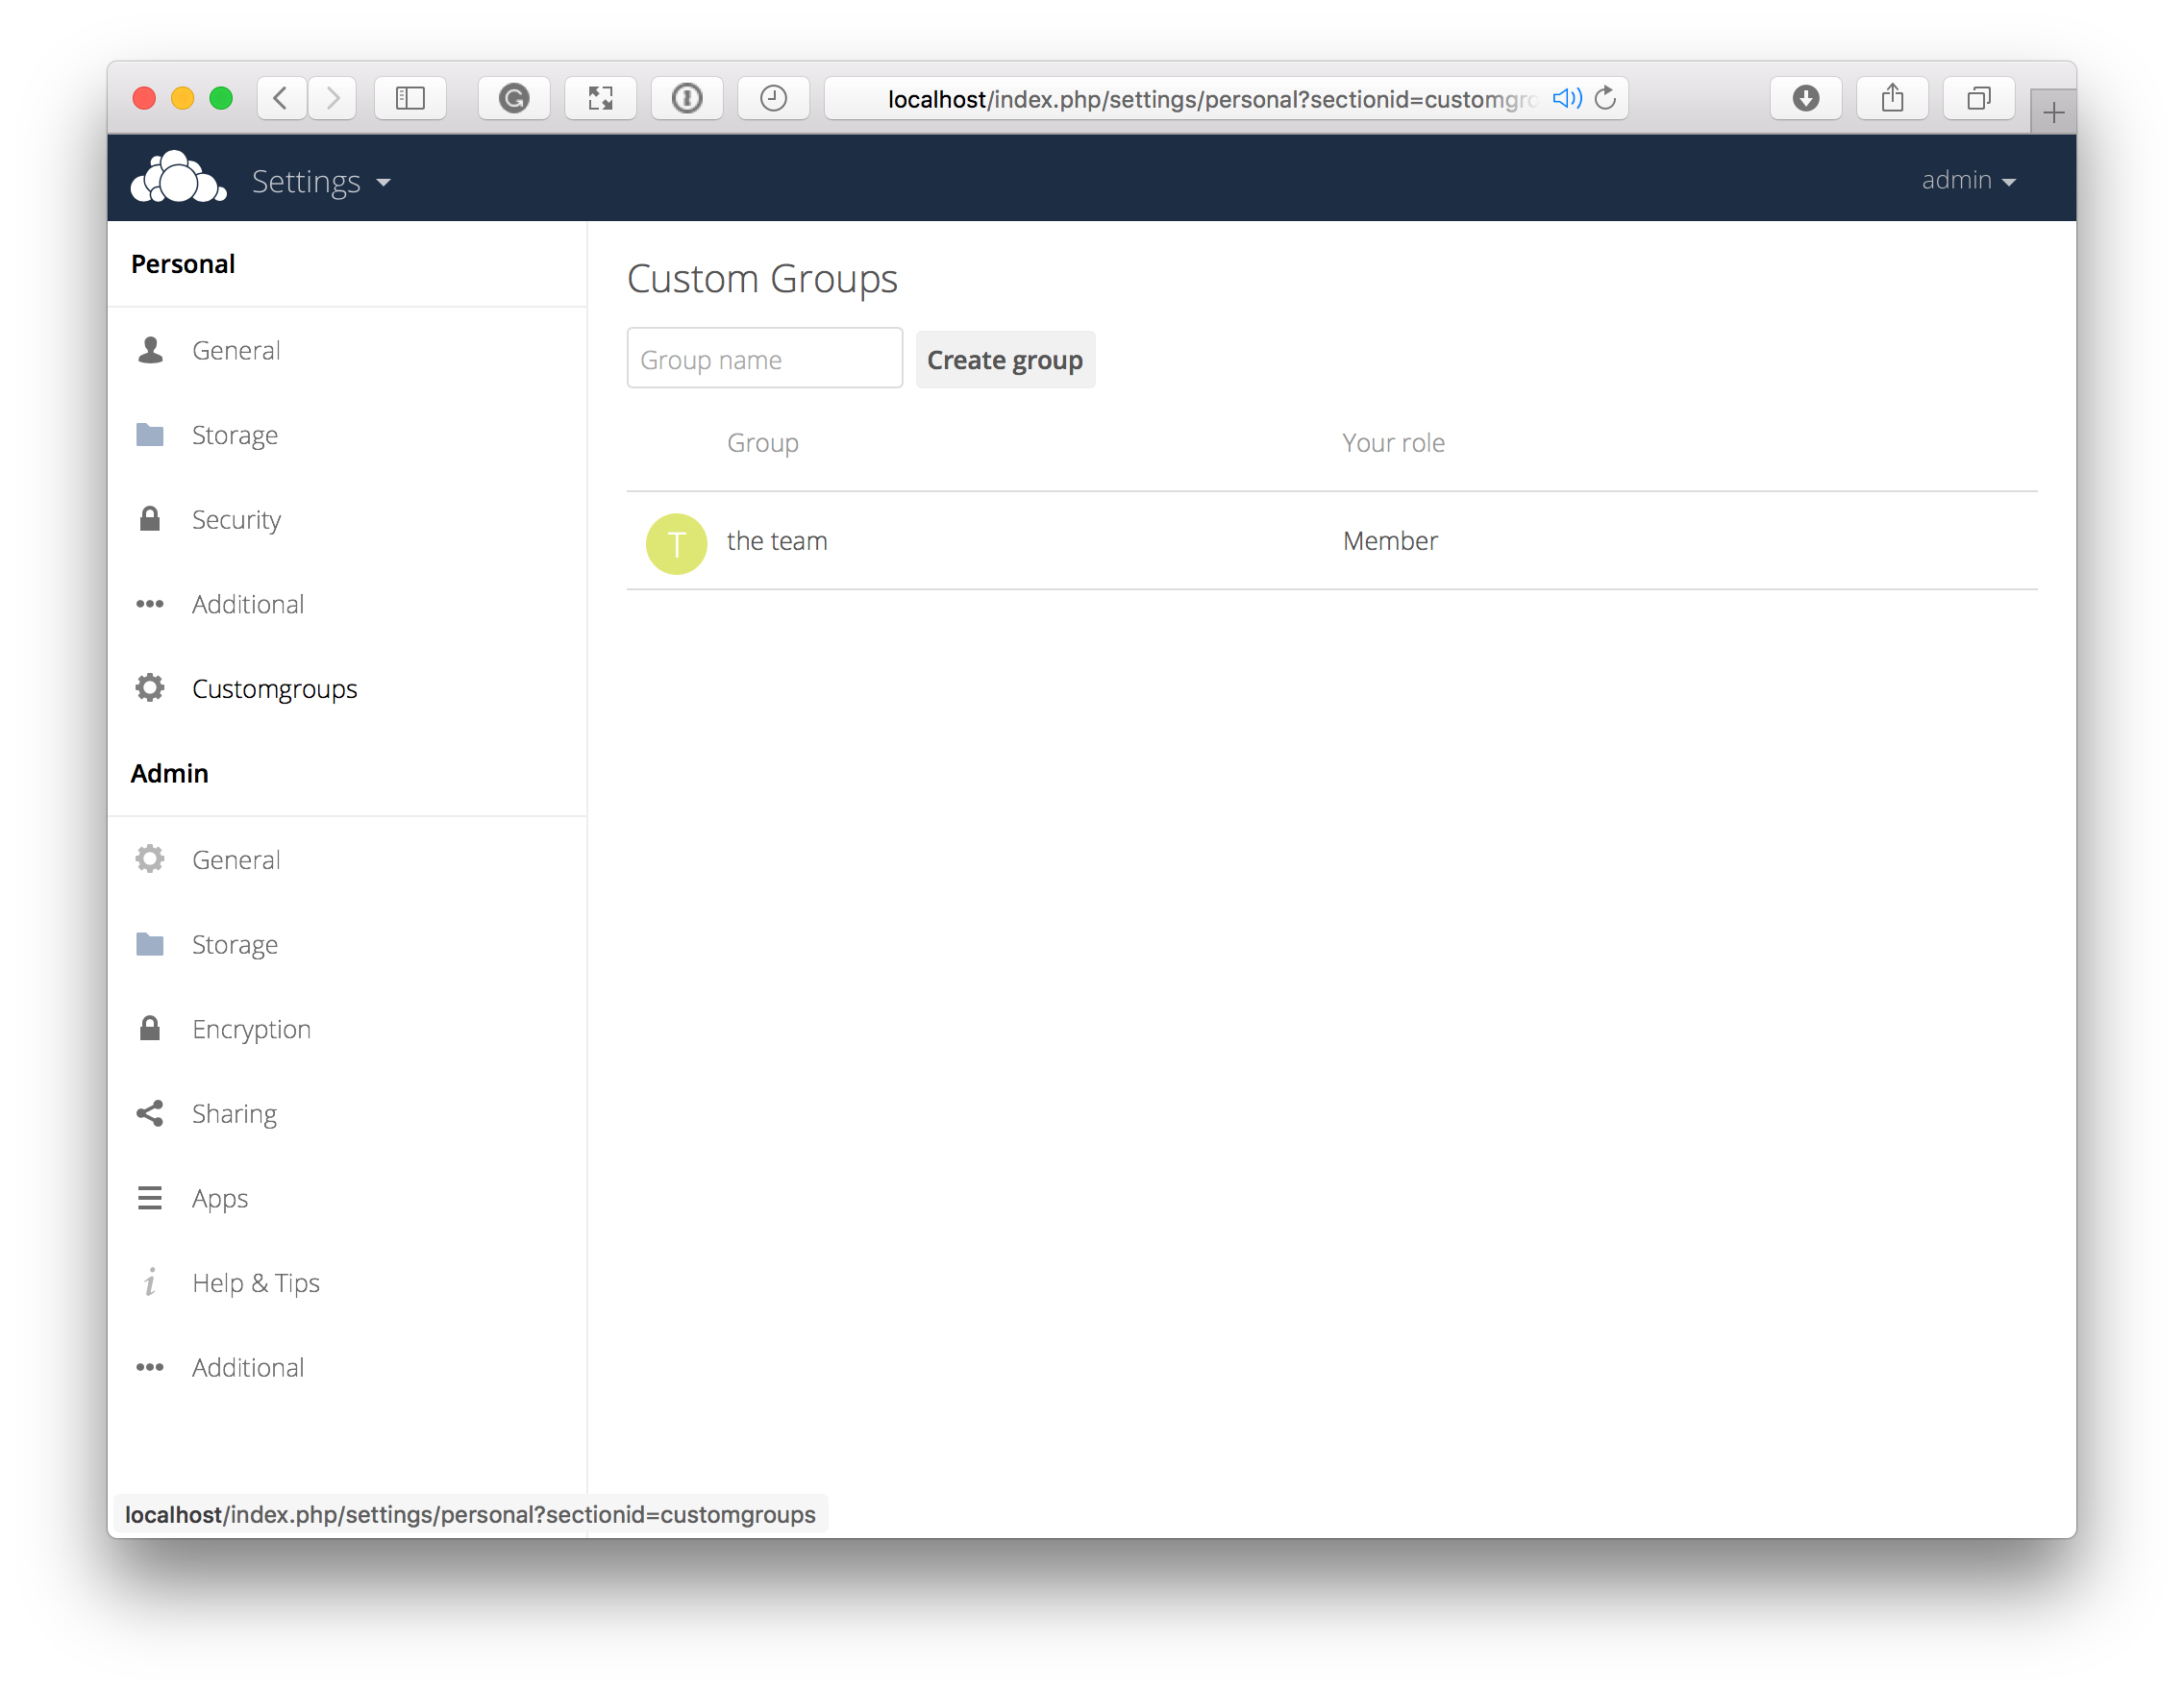 localhost/index.php/settings/personal?sectionid=customgro
Settings
admin
Personal
General
Storage
Security
Additional
Customgroups
Admin
General
Storage
Encryption
Sharing
Apps
Help & Tips
Additional
Custom Groups
Group name
Create group
Group Your role
T the team Member
localhost/index.php/settings/personal?sectionid=customgroups